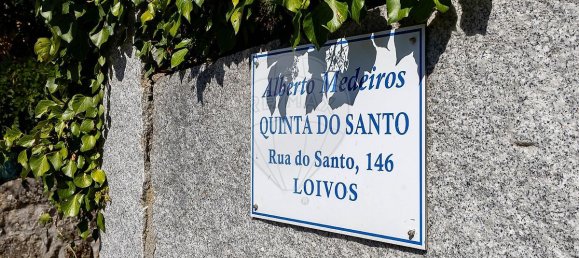 Alberto Medeiros
QUINTA DO SANTO
Rua do Santo, 146
LOIVOS